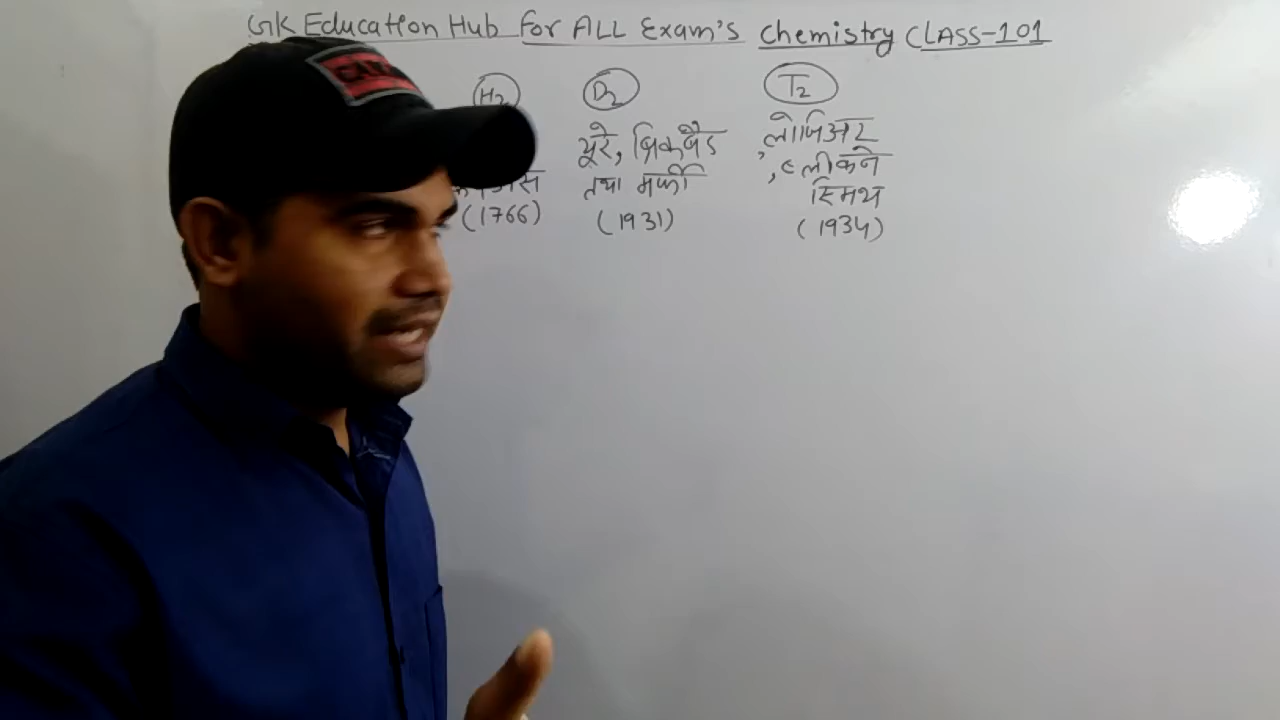 GK Education Hub for ALL Exam's Chemistry CLASS-101
H2 D2 T2
यूरे, ब्रिकवैड
तथा मर्फी
(1766) (1931)
,लोजिअर
,हलीकने
स्मिथ
(1934)